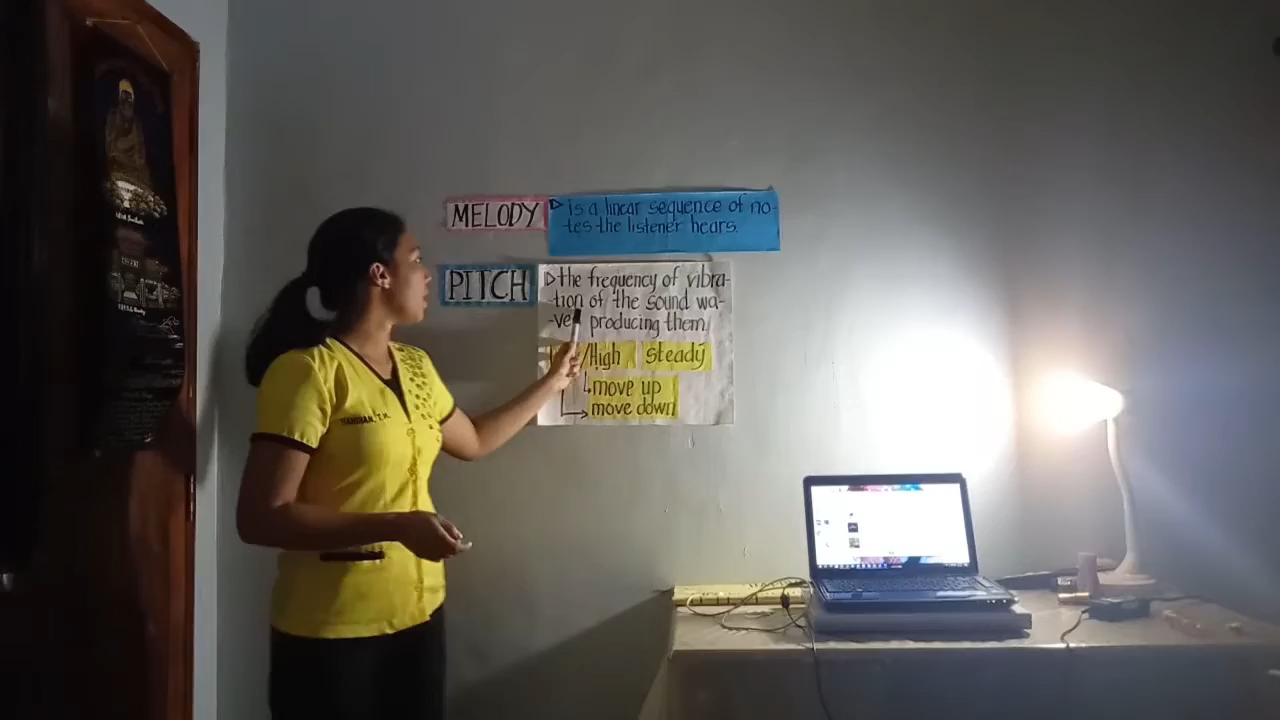 MELODY
▷ is a linear sequence of no-
-tes the listener hears.
PITCH
▷the frequency of vibra-
-tion of the sound wa-
-ve producing them.
/High steady
move up
move down